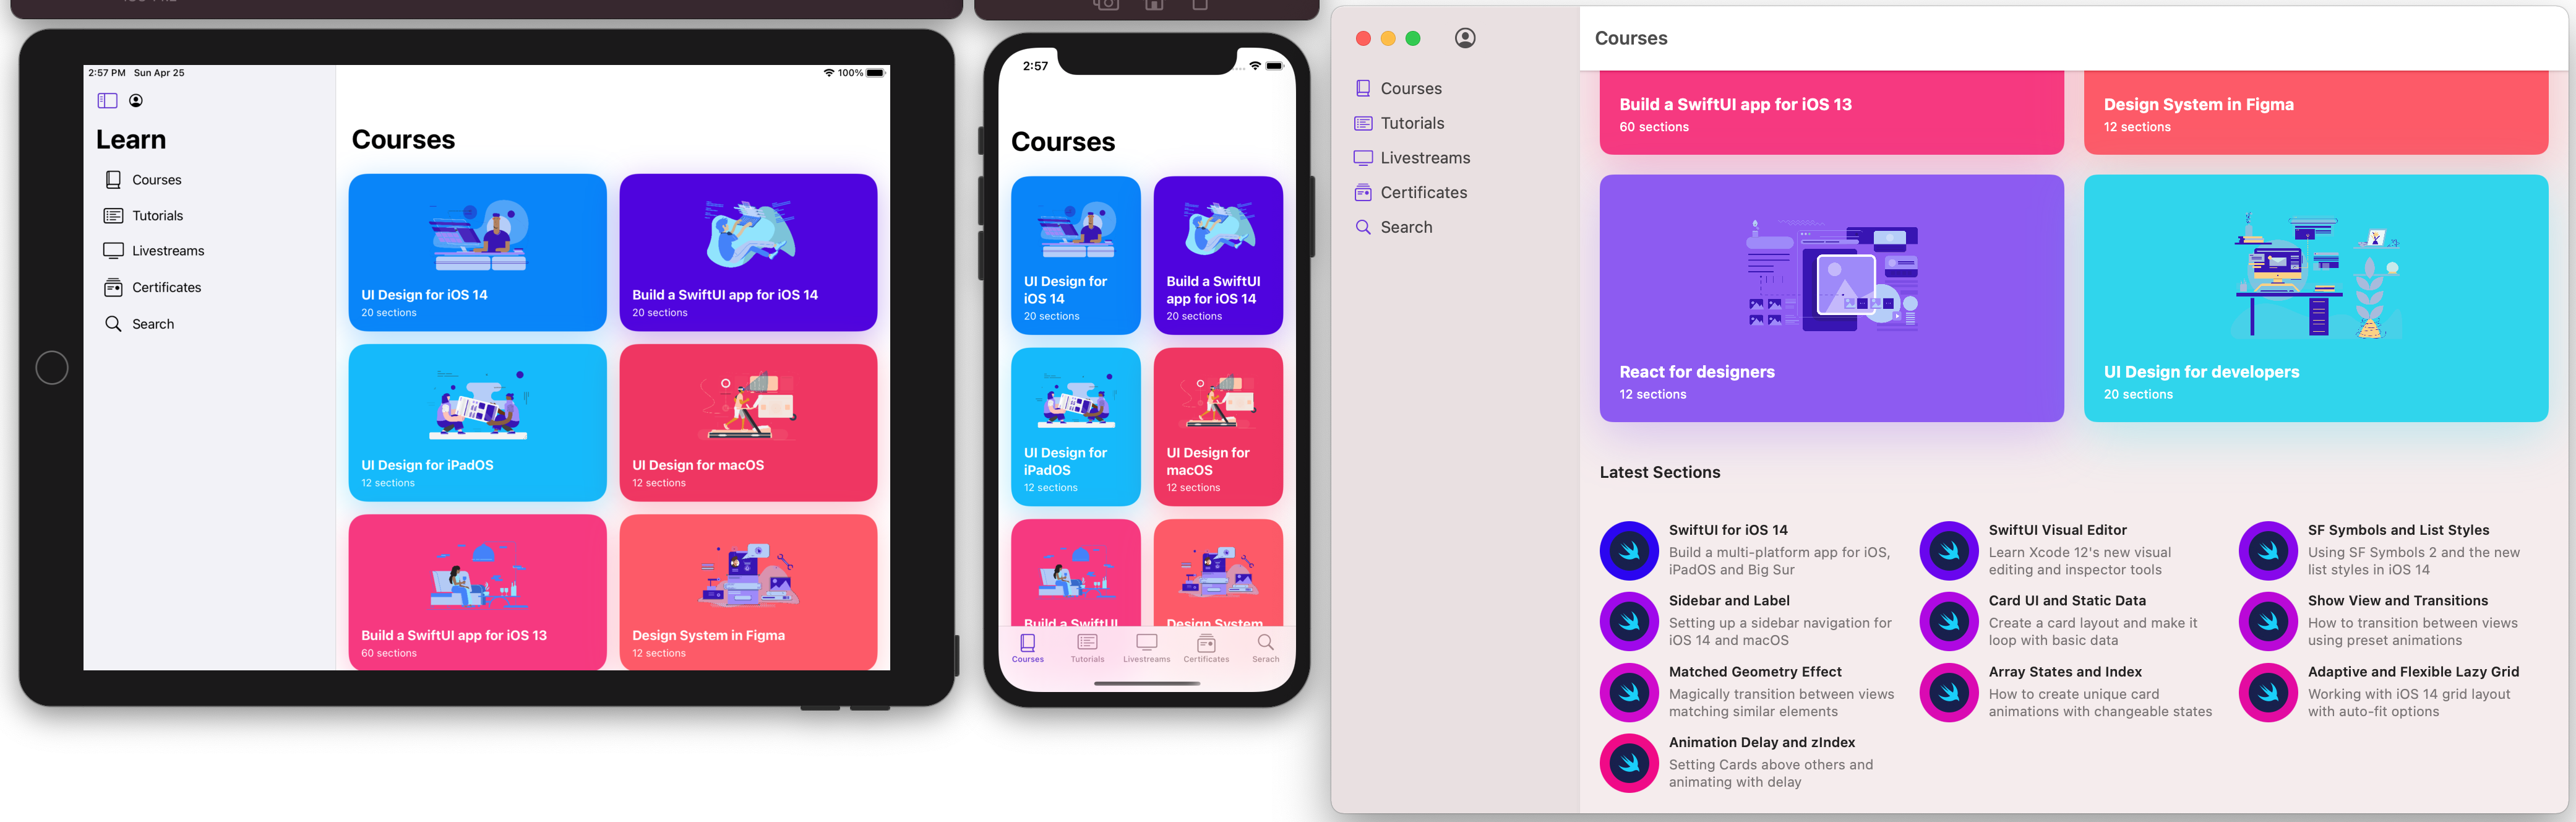 2:57 PM Sun Apr 25
100%
Learn
Courses
Tutorials
Livestreams
Certificates
Search
Courses
UI Design for iOS 14
20 sections
Build a SwiftUI app for iOS 14
20 sections
UI Design for iPadOS
12 sections
UI Design for macOS
12 sections
Build a SwiftUI app for iOS 13
60 sections
Design System in Figma
12 sections
2:57
Courses
UI Design for
iOS 14
20 sections
Build a SwiftUI
app for iOS 14
20 sections
UI Design for
iPadOS
12 sections
UI Design for
macOS
12 sections
Build a SwiftUI
Design System
Courses
Tutorials
Livestreams
Certificates
Serach
Courses
Tutorials
Livestreams
Certificates
Search
Courses
Build a SwiftUI app for iOS 13
60 sections
Design System in Figma
12 sections
React for designers
12 sections
UI Design for developers
20 sections
Latest Sections
SwiftUI for iOS 14
Build a multi-platform app for iOS,
iPadOS and Big Sur
SwiftUI Visual Editor
Learn Xcode 12's new visual
editing and inspector tools
SF Symbols and List Styles
Using SF Symbols 2 and the new
list styles in iOS 14
Sidebar and Label
Setting up a sidebar navigation for
iOS 14 and macOS
Card UI and Static Data
Create a card layout and make it
loop with basic data
Show View and Transitions
How to transition between views
using preset animations
Matched Geometry Effect
Magically transition between views
matching similar elements
Array States and Index
How to create unique card
animations with changeable states
Adaptive and Flexible Lazy Grid
Working with iOS 14 grid layout
with auto-fit options
Animation Delay and zIndex
Setting Cards above others and
animating with delay